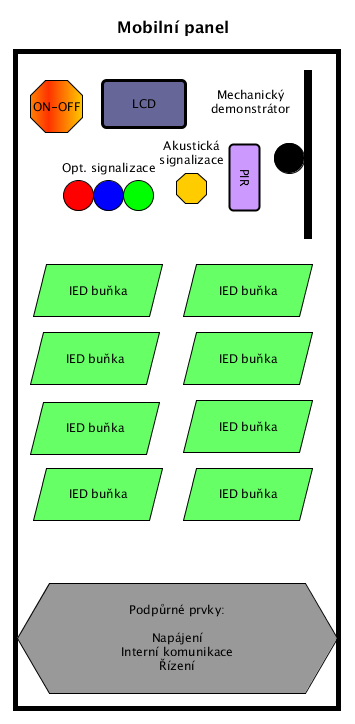 Mobilní panel
ON-OFF
LCD
Mechanický
demonstrátor
Akustická
signalizace
Opt. signalizace
PIR
IED buňka
IED buňka
IED buňka
IED buňka
IED buňka
IED buňka
IED buňka
IED buňka
Podpůrné prvky:
Napájení
Interní komunikace
Řízení